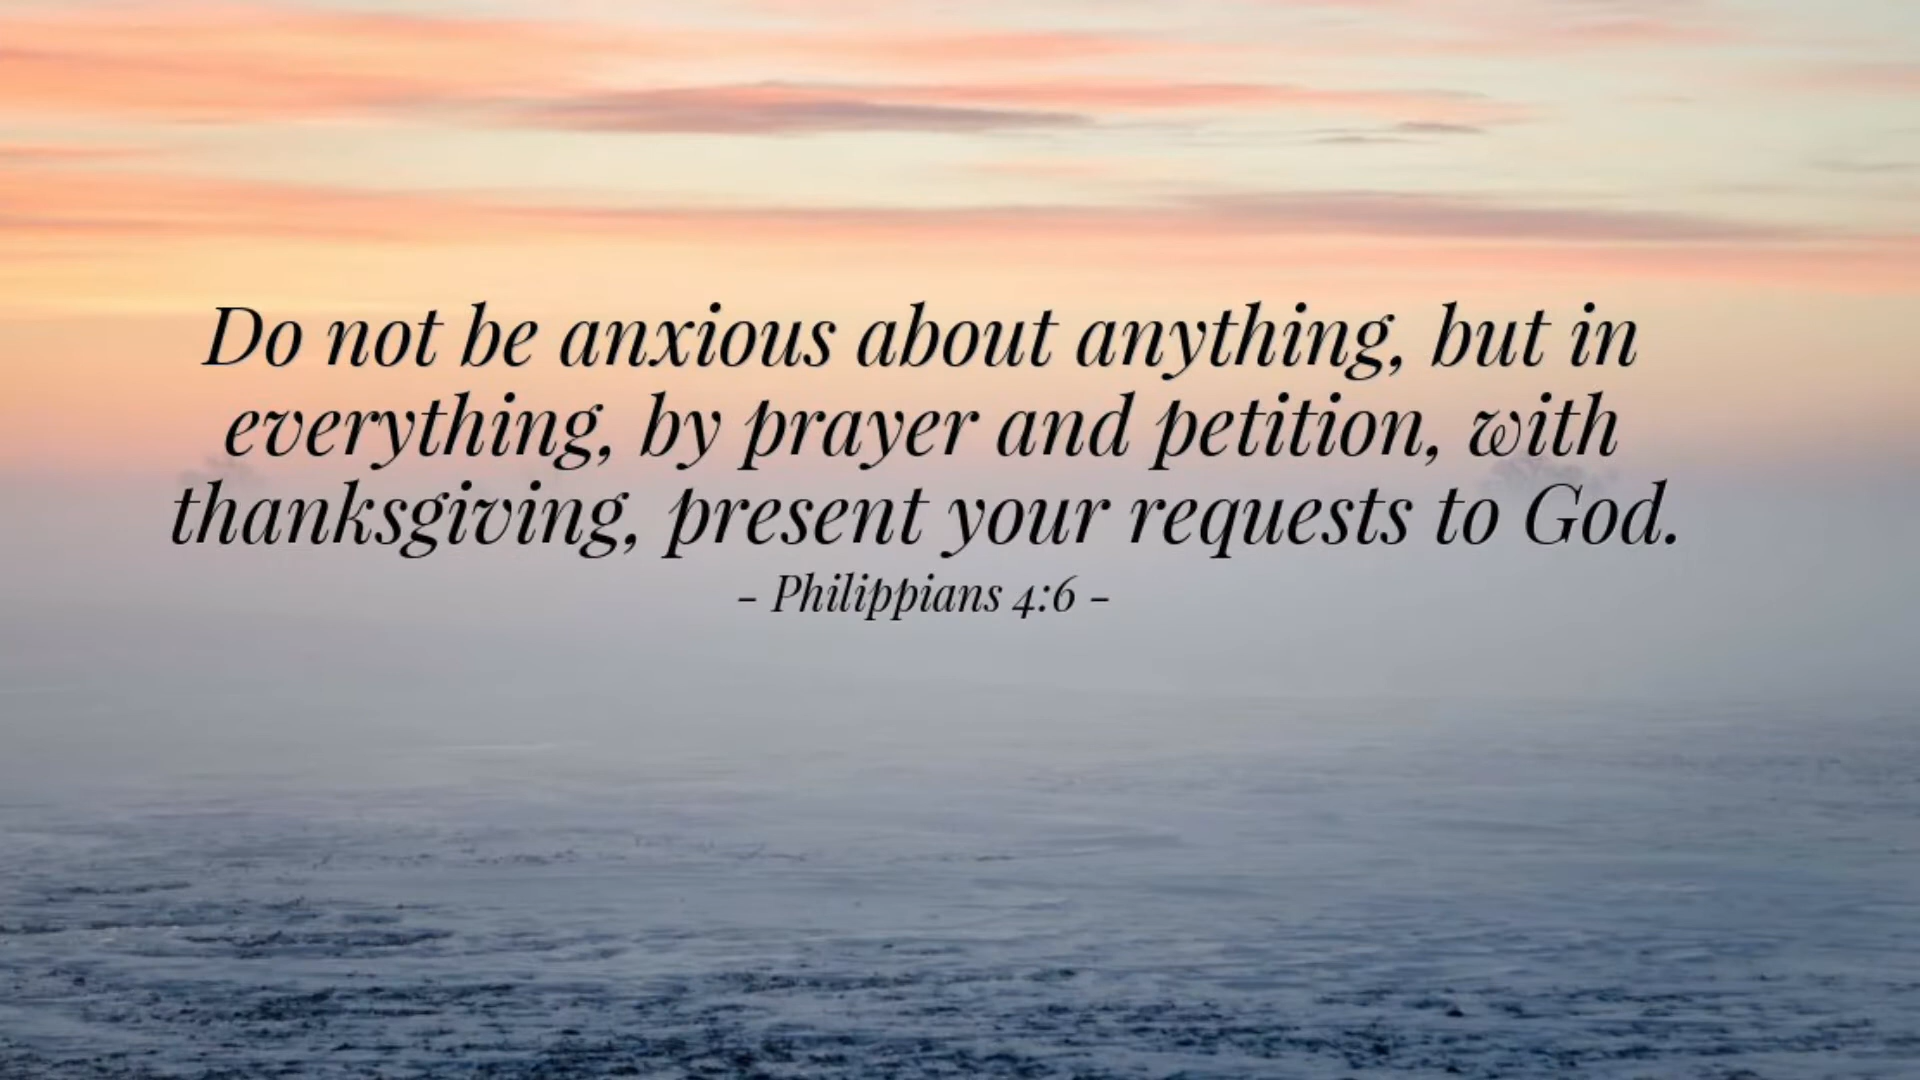 Do not be anxious about anything, but in
everything, by prayer and petition, with
thanksgiving, present your requests to God.
- Philippians 4:6 -